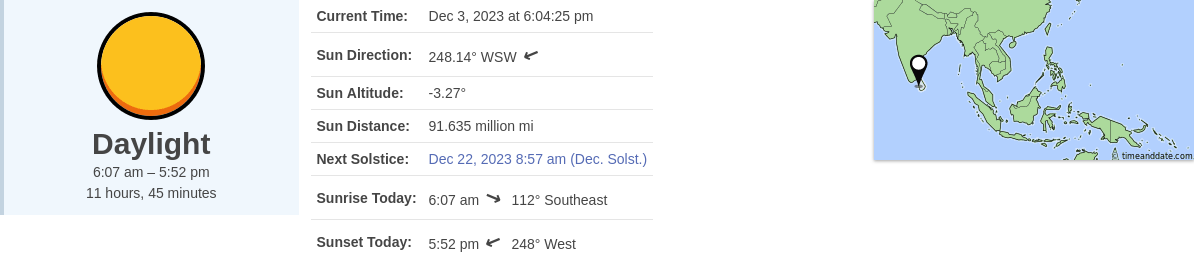 Daylight
6:07 am – 5:52 pm
11 hours, 45 minutes
Current Time: Dec 3, 2023 at 6:04:25 pm
Sun Direction: 248.14° WSW
Sun Altitude: -3.27°
Sun Distance: 91.635 million mi
Next Solstice: Dec 22, 2023 8:57 am (Dec. Solst.)
Sunrise Today: 6:07 am 112° Southeast
Sunset Today: 5:52 pm 248° West
© timeanddate.com